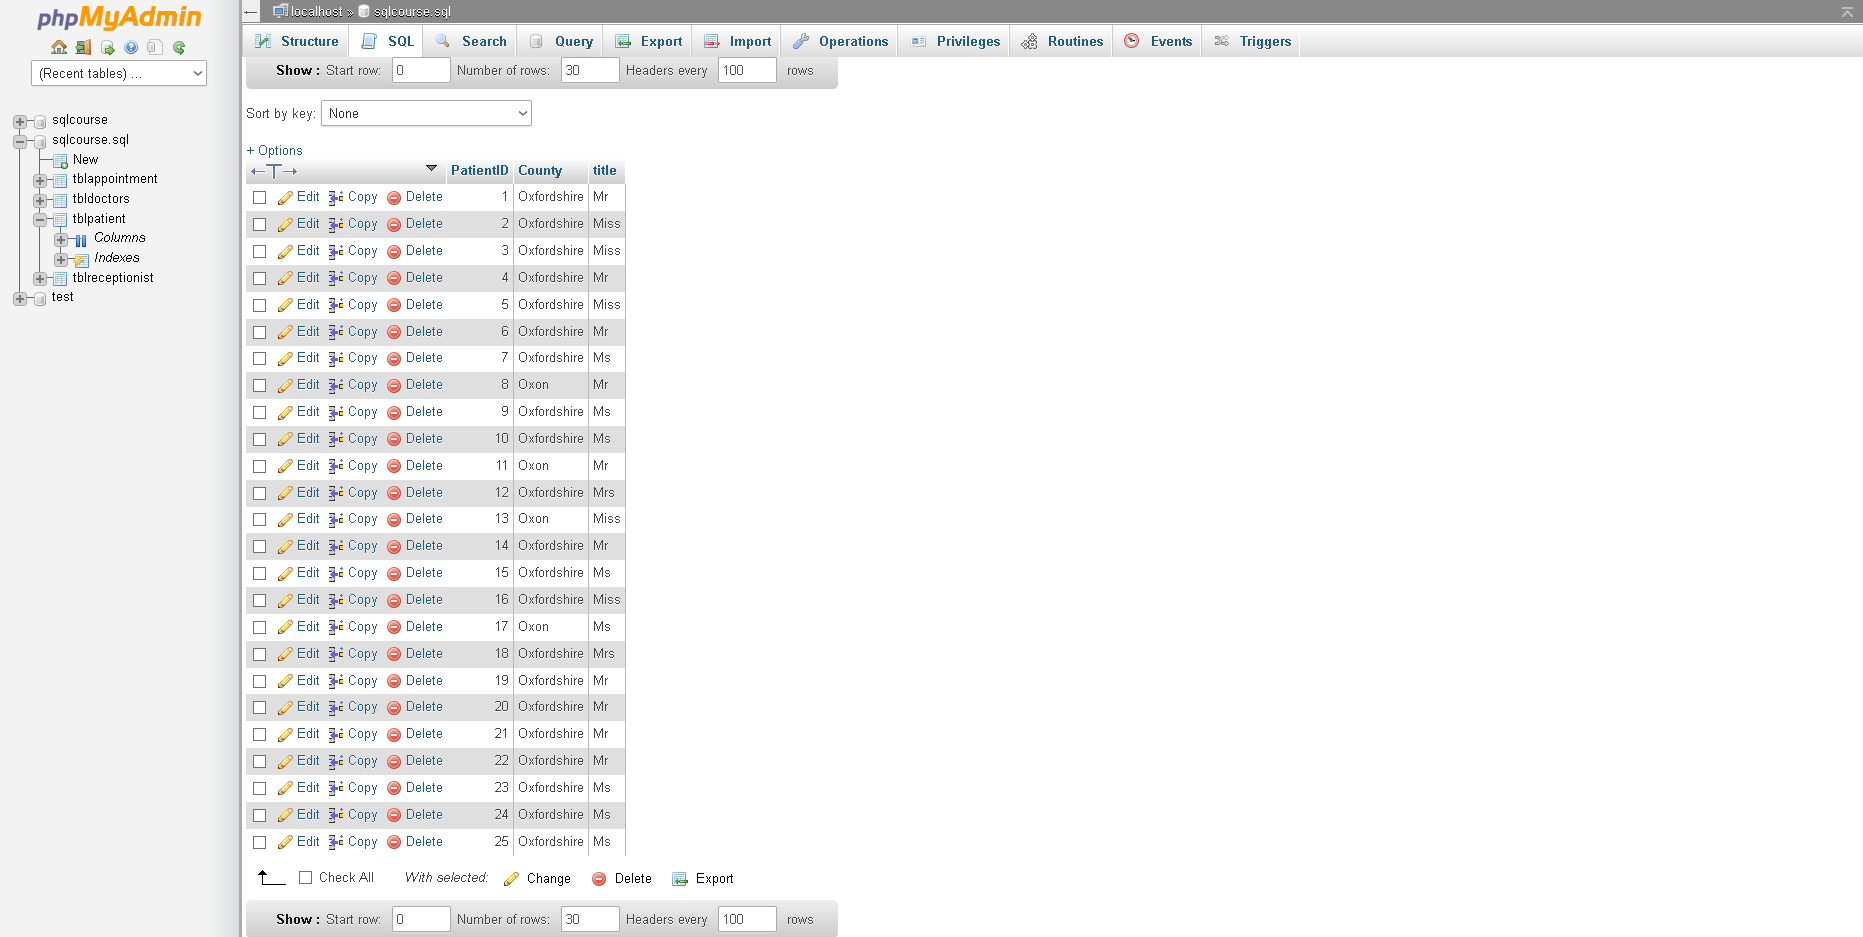 phpMyAdmin
(Recent tables) ...
sqlcourse
sqlcourse.sql
New
tblappointment
tbldoctors
tblpatient
Columns
Indexes
tblreceptionist
test
localhost » sqlcourse.sql
Structure SQL Search Query Export Import Operations Privileges Routines Events Triggers
Show : Start row: 0 Number of rows: 30 Headers every 100 rows
Sort by key: None
+ Options
←T→ PatientID County title
Edit Copy Delete 1 Oxfordshire Mr
Edit Copy Delete 2 Oxfordshire Miss
Edit Copy Delete 3 Oxfordshire Miss
Edit Copy Delete 4 Oxfordshire Mr
Edit Copy Delete 5 Oxfordshire Miss
Edit Copy Delete 6 Oxfordshire Mr
Edit Copy Delete 7 Oxfordshire Ms
Edit Copy Delete 8 Oxon Mr
Edit Copy Delete 9 Oxfordshire Ms
Edit Copy Delete 10 Oxfordshire Ms
Edit Copy Delete 11 Oxon Mr
Edit Copy Delete 12 Oxfordshire Mrs
Edit Copy Delete 13 Oxon Miss
Edit Copy Delete 14 Oxfordshire Mr
Edit Copy Delete 15 Oxfordshire Ms
Edit Copy Delete 16 Oxfordshire Miss
Edit Copy Delete 17 Oxon Ms
Edit Copy Delete 18 Oxfordshire Mrs
Edit Copy Delete 19 Oxfordshire Mr
Edit Copy Delete 20 Oxfordshire Mr
Edit Copy Delete 21 Oxfordshire Mr
Edit Copy Delete 22 Oxfordshire Mr
Edit Copy Delete 23 Oxfordshire Ms
Edit Copy Delete 24 Oxfordshire Ms
Edit Copy Delete 25 Oxfordshire Ms
Check All With selected: Change Delete Export
Show : Start row: 0 Number of rows: 30 Headers every 100 rows